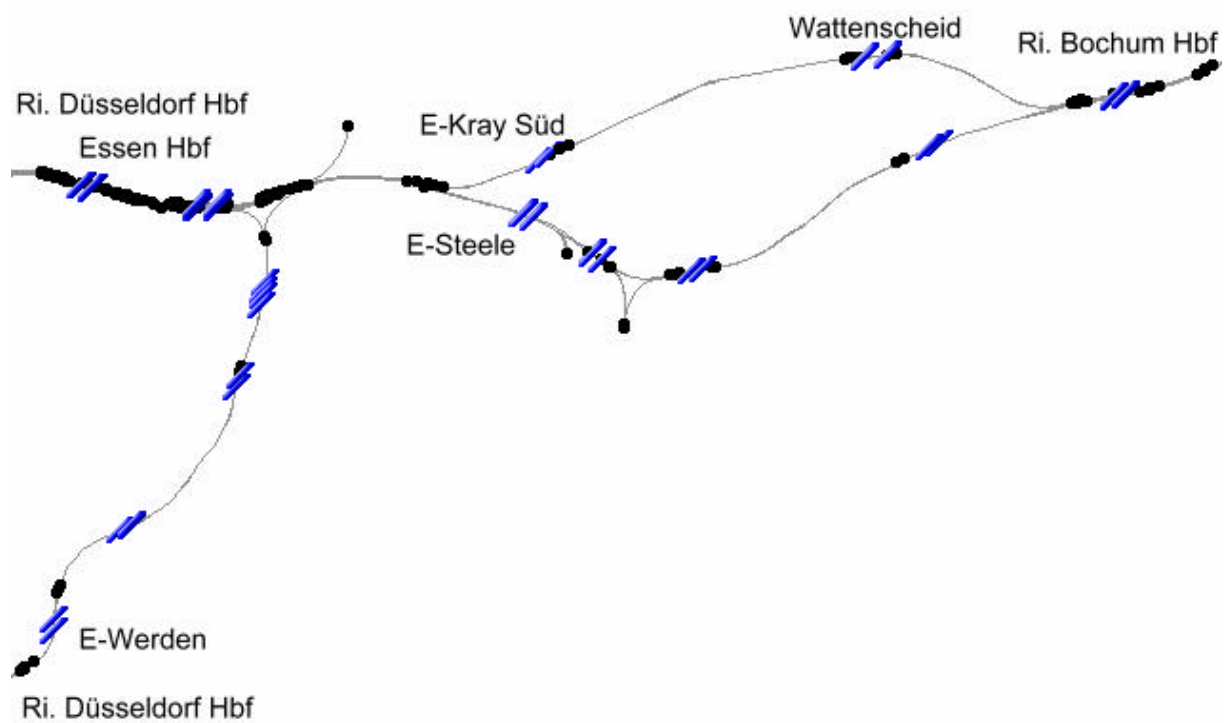 Wattenscheid
Ri. Bochum Hbf
Ri. Düsseldorf Hbf
Essen Hbf
E-Kray Süd
E-Steele
E-Werden
Ri. Düsseldorf Hbf